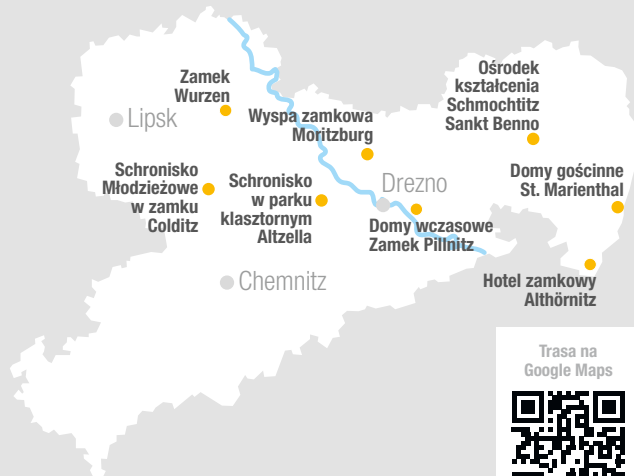 Zamek
Wurzen
Lipsk
Wyspa zamkowa
Moritzburg
Ośrodek
kształcenia
Schmochtitz
Sankt Benno
Schronisko
Młodzieżowe
w zamku
Colditz
Schronisko
w parku
klasztornym
Altzella
Drezno
Domy wczasowe
Zamek Pillnitz
Domy gościnne
St. Marienthal
Chemnitz
Hotel zamkowy
Althörnitz
Trasa na
Google Maps